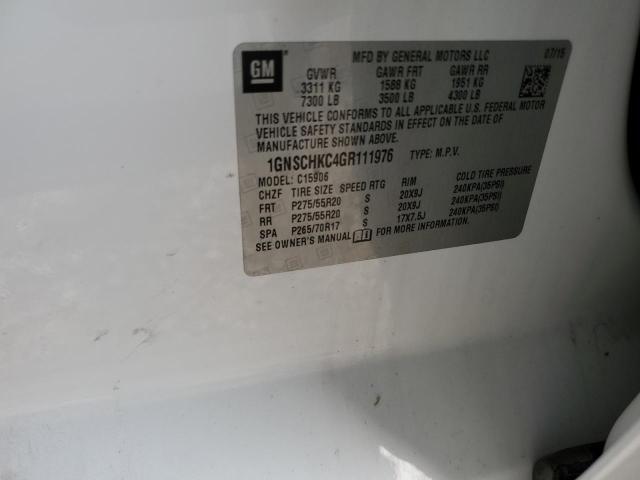 GM
MFD BY GENERAL MOTORS LLC 07/15
GVWR GAWR FRT GAWR RR
3311 KG 1588 KG 1951 KG
7300 LB 3500 LB 4300 LB
THIS VEHICLE CONFORMS TO ALL APPLICABLE U.S. FEDERAL MOTOR
VEHICLE SAFETY STANDARDS IN EFFECT ON THE DATE OF
MANUFACTURE SHOWN ABOVE.
1GNSCHKC4GR111976 TYPE: M.P.V.
MODEL: C15906
CHZF TIRE SIZE SPEED RTG RIM COLD TIRE PRESSURE
FRT P275/55R20 S 20X9J 240KPA(35PSI)
RR P275/55R20 S 20X9J 240KPA(35PSI)
SPA P265/70R17 S 17X7.5J 240KPA(35PSI)
SEE OWNER'S MANUAL FOR MORE INFORMATION.